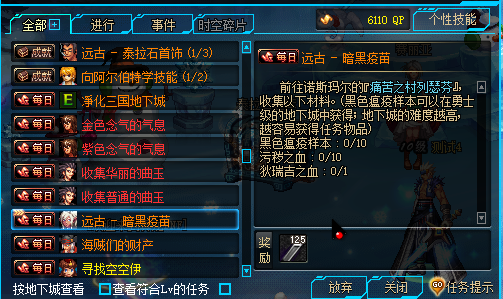 全部 进行 事件 时空碎片
6110 QP 个性技能
成就 远古 - 泰拉石首饰 (1/3)
成就 向阿尔伯特学技能 (1/2)
每日 E 净化三国地下城
每日 金色念气的气息
每日 紫色念气的气息
每日 收集华丽的曲玉
每日 收集普通的曲玉
每日 远古 - 暗黑疫苗
每日 海贼们的财产
每日 寻找空空伊
按地下城查看 查看符合Lv的任务
每日 远古 - 暗黑疫苗
前往诺斯玛尔的『痛苦之村列瑟芬』,
收集以下材料。(黑色瘟疫样本可以在勇士
级的地下城中获得;地下城的难度越高,
越容易获得任务物品)
黑色瘟疫样本:0/10
污秽之血:0/10
狄瑞吉之血:0/1
奖励 125
放弃 关闭 GO 任务提示